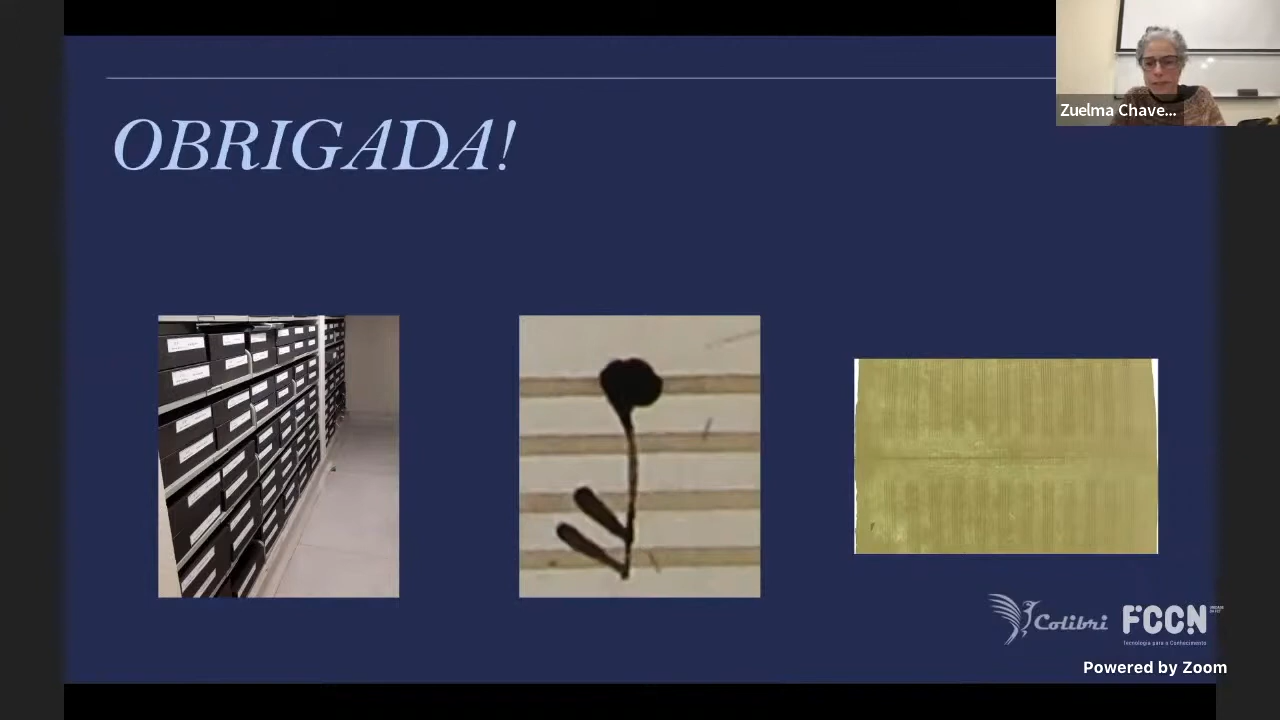 OBRIGADA!
Zuelma Chave...
Colibri
FCCN
Tecnologia para o Conhecimento
Powered by Zoom